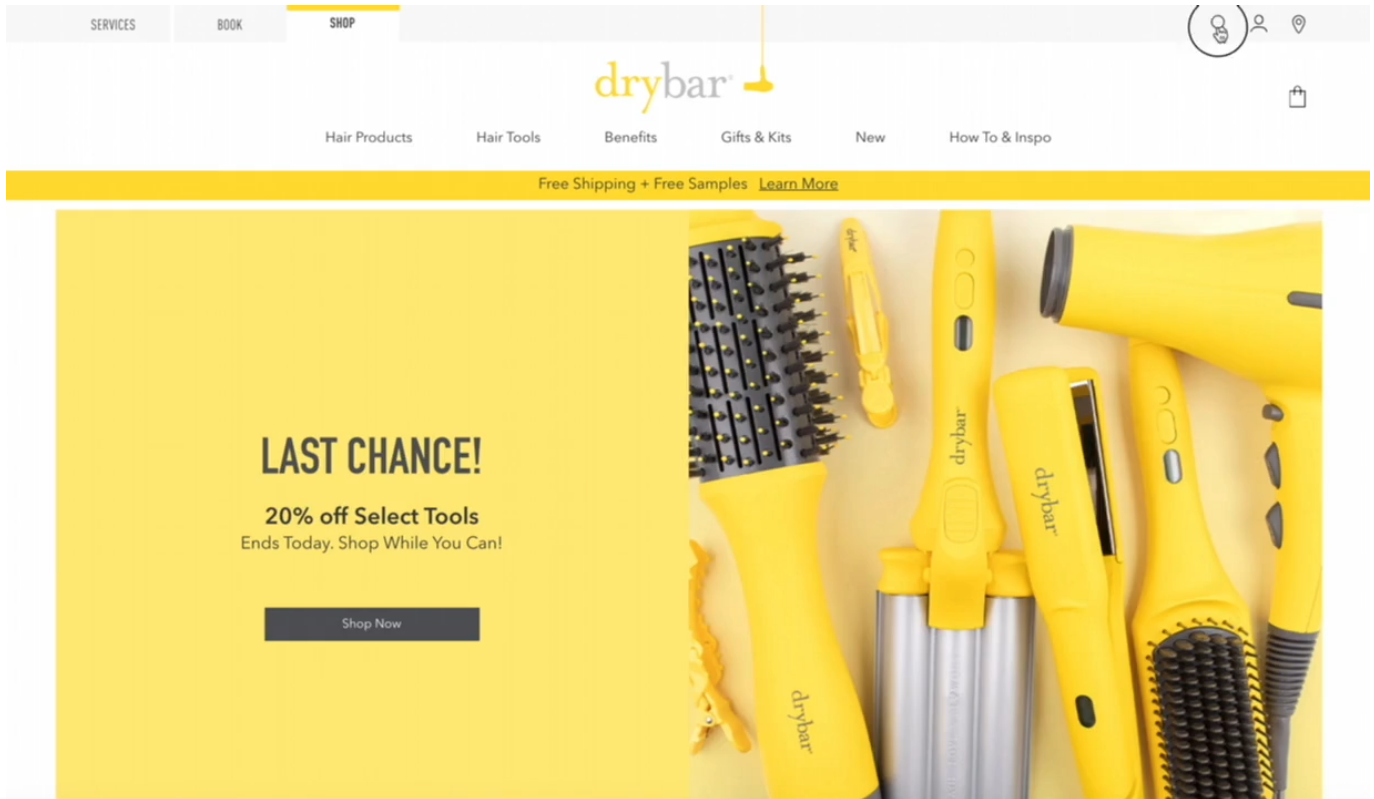 SERVICES
BOOK
SHOP
drybar
Hair Products
Hair Tools
Benefits
Gifts & Kits
New
How To & Inspo
Free Shipping + Free Samples Learn More
LAST CHANCE!
20% off Select Tools
Ends Today. Shop While You Can!
Shop Now
drybar
drybar
drybar
drybar